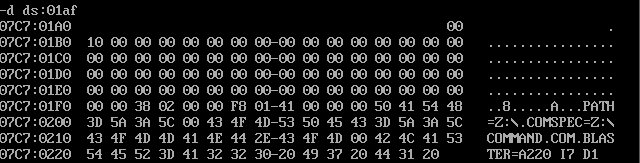 -d ds:01af
07C7:01A0                                               00                  .
07C7:01B0  10 00 00 00 00 00 00 00-00 00 00 00 00 00 00 00   ................
07C7:01C0  00 00 00 00 00 00 00 00-00 00 00 00 00 00 00 00   ................
07C7:01D0  00 00 00 00 00 00 00 00-00 00 00 00 00 00 00 00   ................
07C7:01E0  00 00 00 00 00 00 00 00-00 00 00 00 00 00 00 00   ................
07C7:01F0  00 00 38 02 00 00 F8 01-41 00 00 00 50 41 54 48   ..8.....A...PATH
07C7:0200  3D 5A 3A 5C 00 43 4F 4D-53 50 45 43 3D 5A 3A 5C   =Z:\.COMSPEC=Z:\
07C7:0210  43 4F 4D 4D 41 4E 44 2E-43 4F 4D 00 42 4C 41 53   COMMAND.COM.BLAS
07C7:0220  54 45 52 3D 41 32 32 30-20 49 37 20 44 31 20      TER=A220 I7 D1